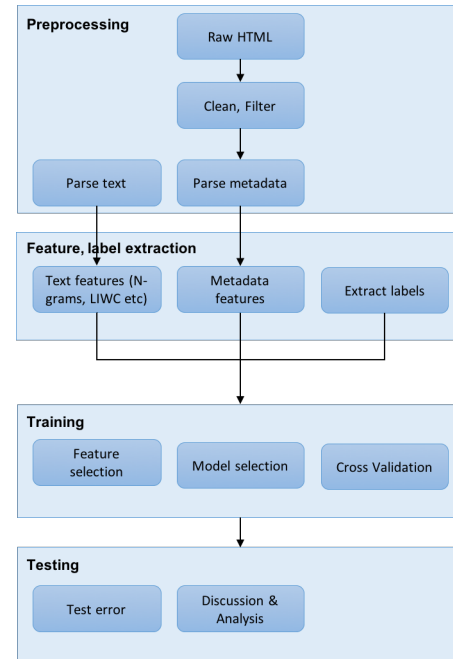 Preprocessing
Raw HTML
Clean, Filter
Parse text
Parse metadata
Feature, label extraction
Text features (N-
grams, LIWC etc)
Metadata
features
Extract labels
Training
Feature
selection
Model selection
Cross Validation
Testing
Test error
Discussion &
Analysis